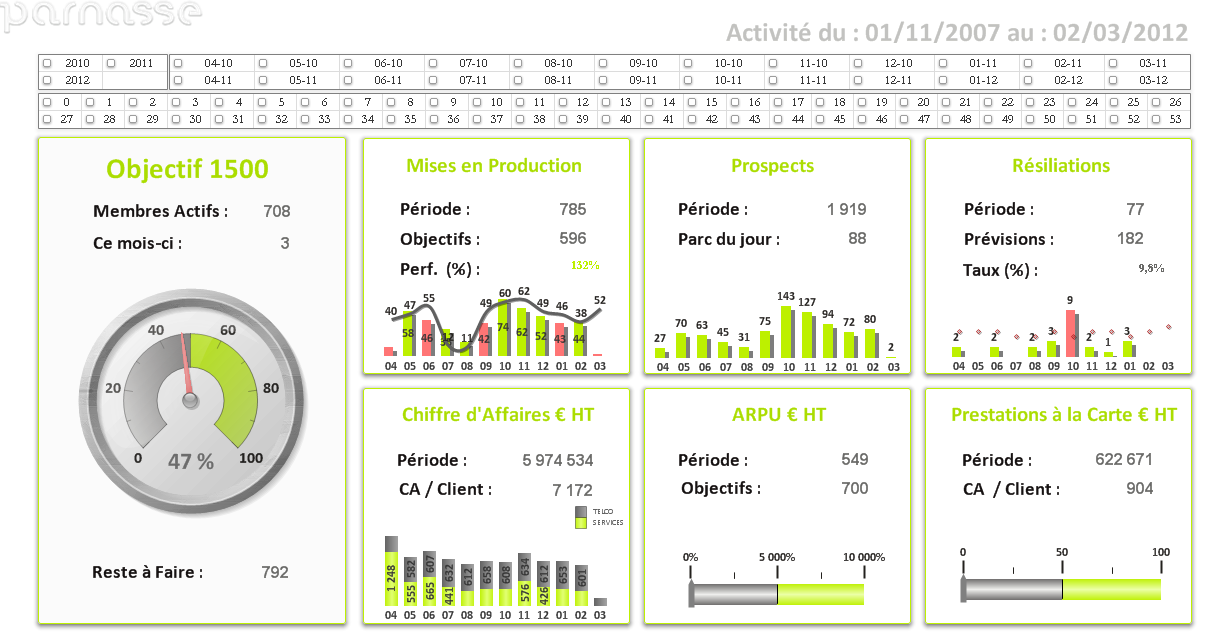 parnasse
Activité du : 01/11/2007 au : 02/03/2012
2010 2011 04-10 05-10 06-10 07-10 08-10 09-10 10-10 11-10 12-10 01-11 02-11 03-11
2012 04-11 05-11 06-11 07-11 08-11 09-11 10-11 11-11 12-11 01-12 02-12 03-12
0 1 2 3 4 5 6 7 8 9 10 11 12 13 14 15 16 17 18 19 20 21 22 23 24 25 26
27 28 29 30 31 32 33 34 35 36 37 38 39 40 41 42 43 44 45 46 47 48 49 50 51 52 53
Objectif 1500
Membres Actifs : 708
Ce mois-ci : 3
0 20 40 60 80 100
47 %
Reste à Faire : 792
Mises en Production
Période : 785
Objectifs : 596
Perf. (%) : 132%
40 47 55 11 49 60 62 49 46 38 52
58 46 42 74 62 52 43 44
04 05 06 07 08 09 10 11 12 01 02 03
Prospects
Période : 1 919
Parc du jour : 88
27 70 63 45 31 75 143 127 94 72 80 2
04 05 06 07 08 09 10 11 12 01 02 03
Résiliations
Période : 77
Prévisions : 182
Taux (%) : 9,8%
2 2 2 3 9 2 1 3
04 05 06 07 08 09 10 11 12 01 02 03
Chiffre d'Affaires € HT
Période : 5 974 534
CA / Client : 7 172
TELCO
SERVICES
582 607 632 612 658 608 634 612 653 601
1 248 555 665 441 576 426
04 05 06 07 08 09 10 11 12 01 02 03
ARPU € HT
Période : 549
Objectifs : 700
0% 5 000% 10 000%
Prestations à la Carte € HT
Période : 622 671
CA / Client : 904
0 50 100